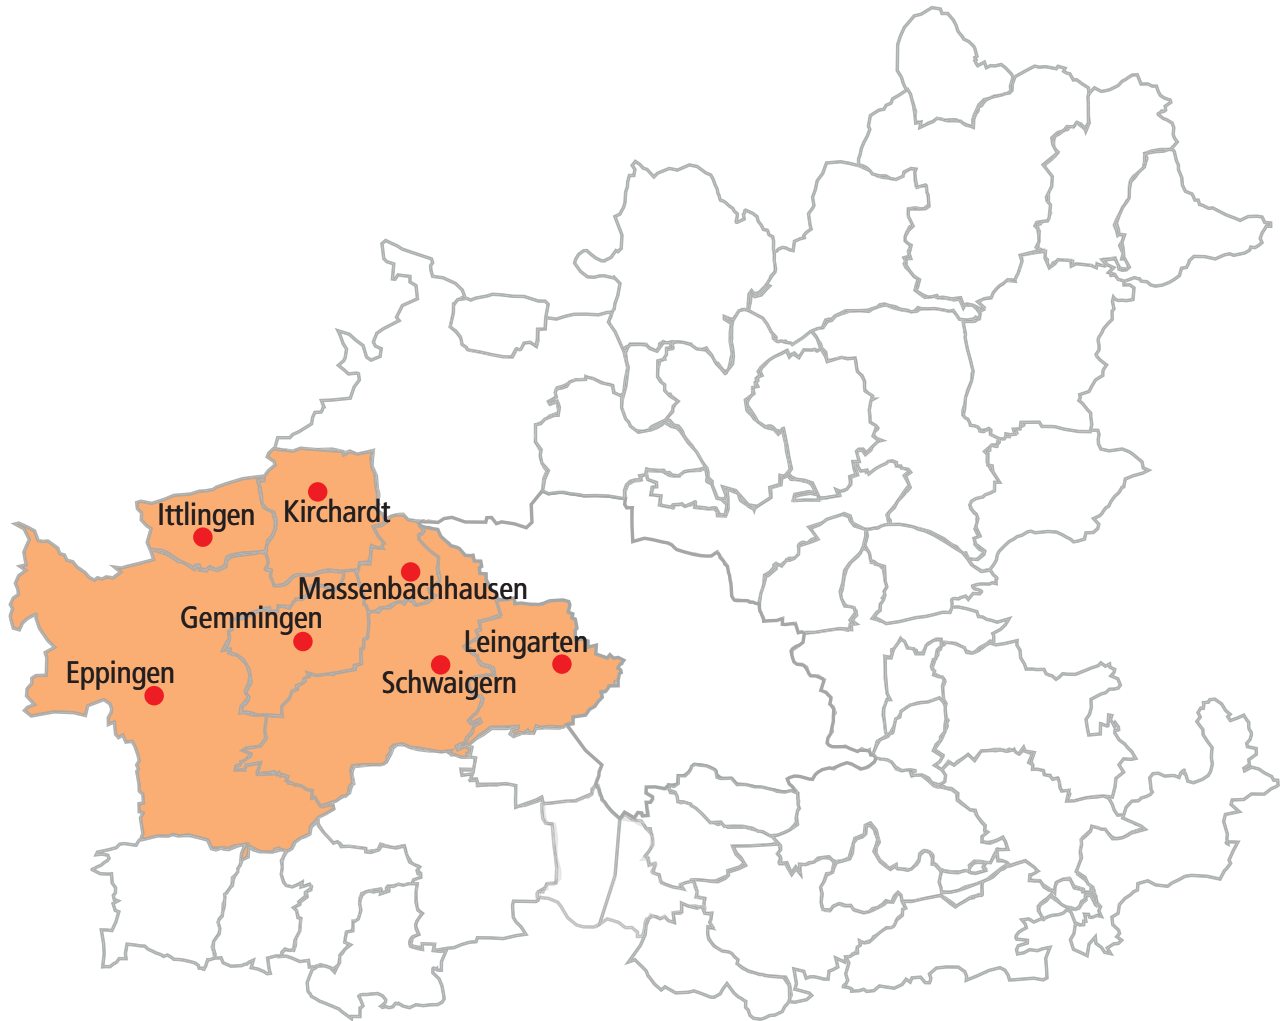 Ittlingen
Kirchardt
Massenbachhausen
Gemmingen
Leingarten
Eppingen
Schwaigern